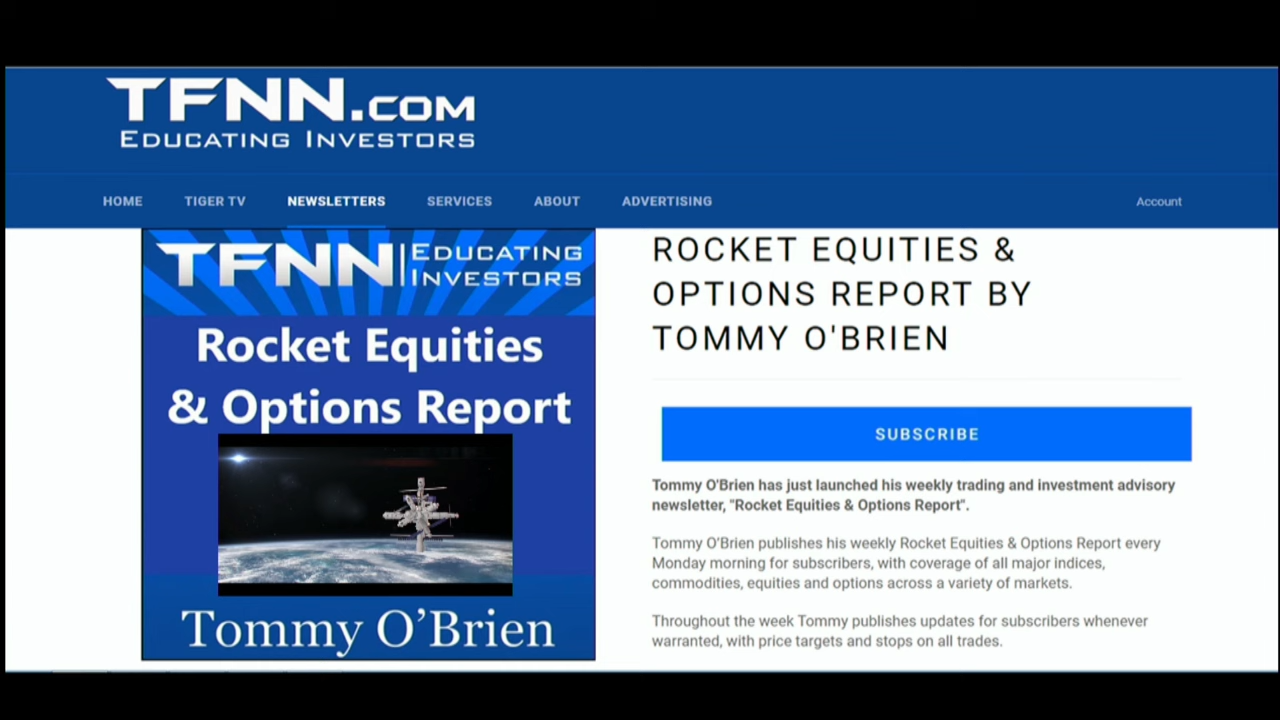 TFNN.COM
EDUCATING INVESTORS
HOME TIGER TV NEWSLETTERS SERVICES ABOUT ADVERTISING Account
TFNN | EDUCATING
INVESTORS
Rocket Equities
& Options Report
Tommy O’Brien
ROCKET EQUITIES &
OPTIONS REPORT BY
TOMMY O'BRIEN
SUBSCRIBE
Tommy O'Brien has just launched his weekly trading and investment advisory
newsletter, "Rocket Equities & Options Report".
Tommy O’Brien publishes his weekly Rocket Equities & Options Report every
Monday morning for subscribers, with coverage of all major indices,
commodities, equities and options across a variety of markets.
Throughout the week Tommy publishes updates for subscribers whenever
warranted, with price targets and stops on all trades.